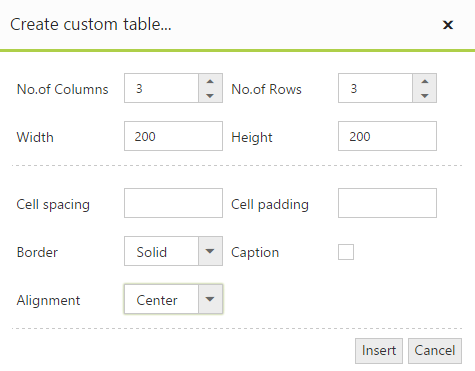 Create custom table...
No.of Columns 3 No.of Rows 3
Width 200 Height 200
Cell spacing Cell padding
Border Solid Caption
Alignment Center
Insert Cancel